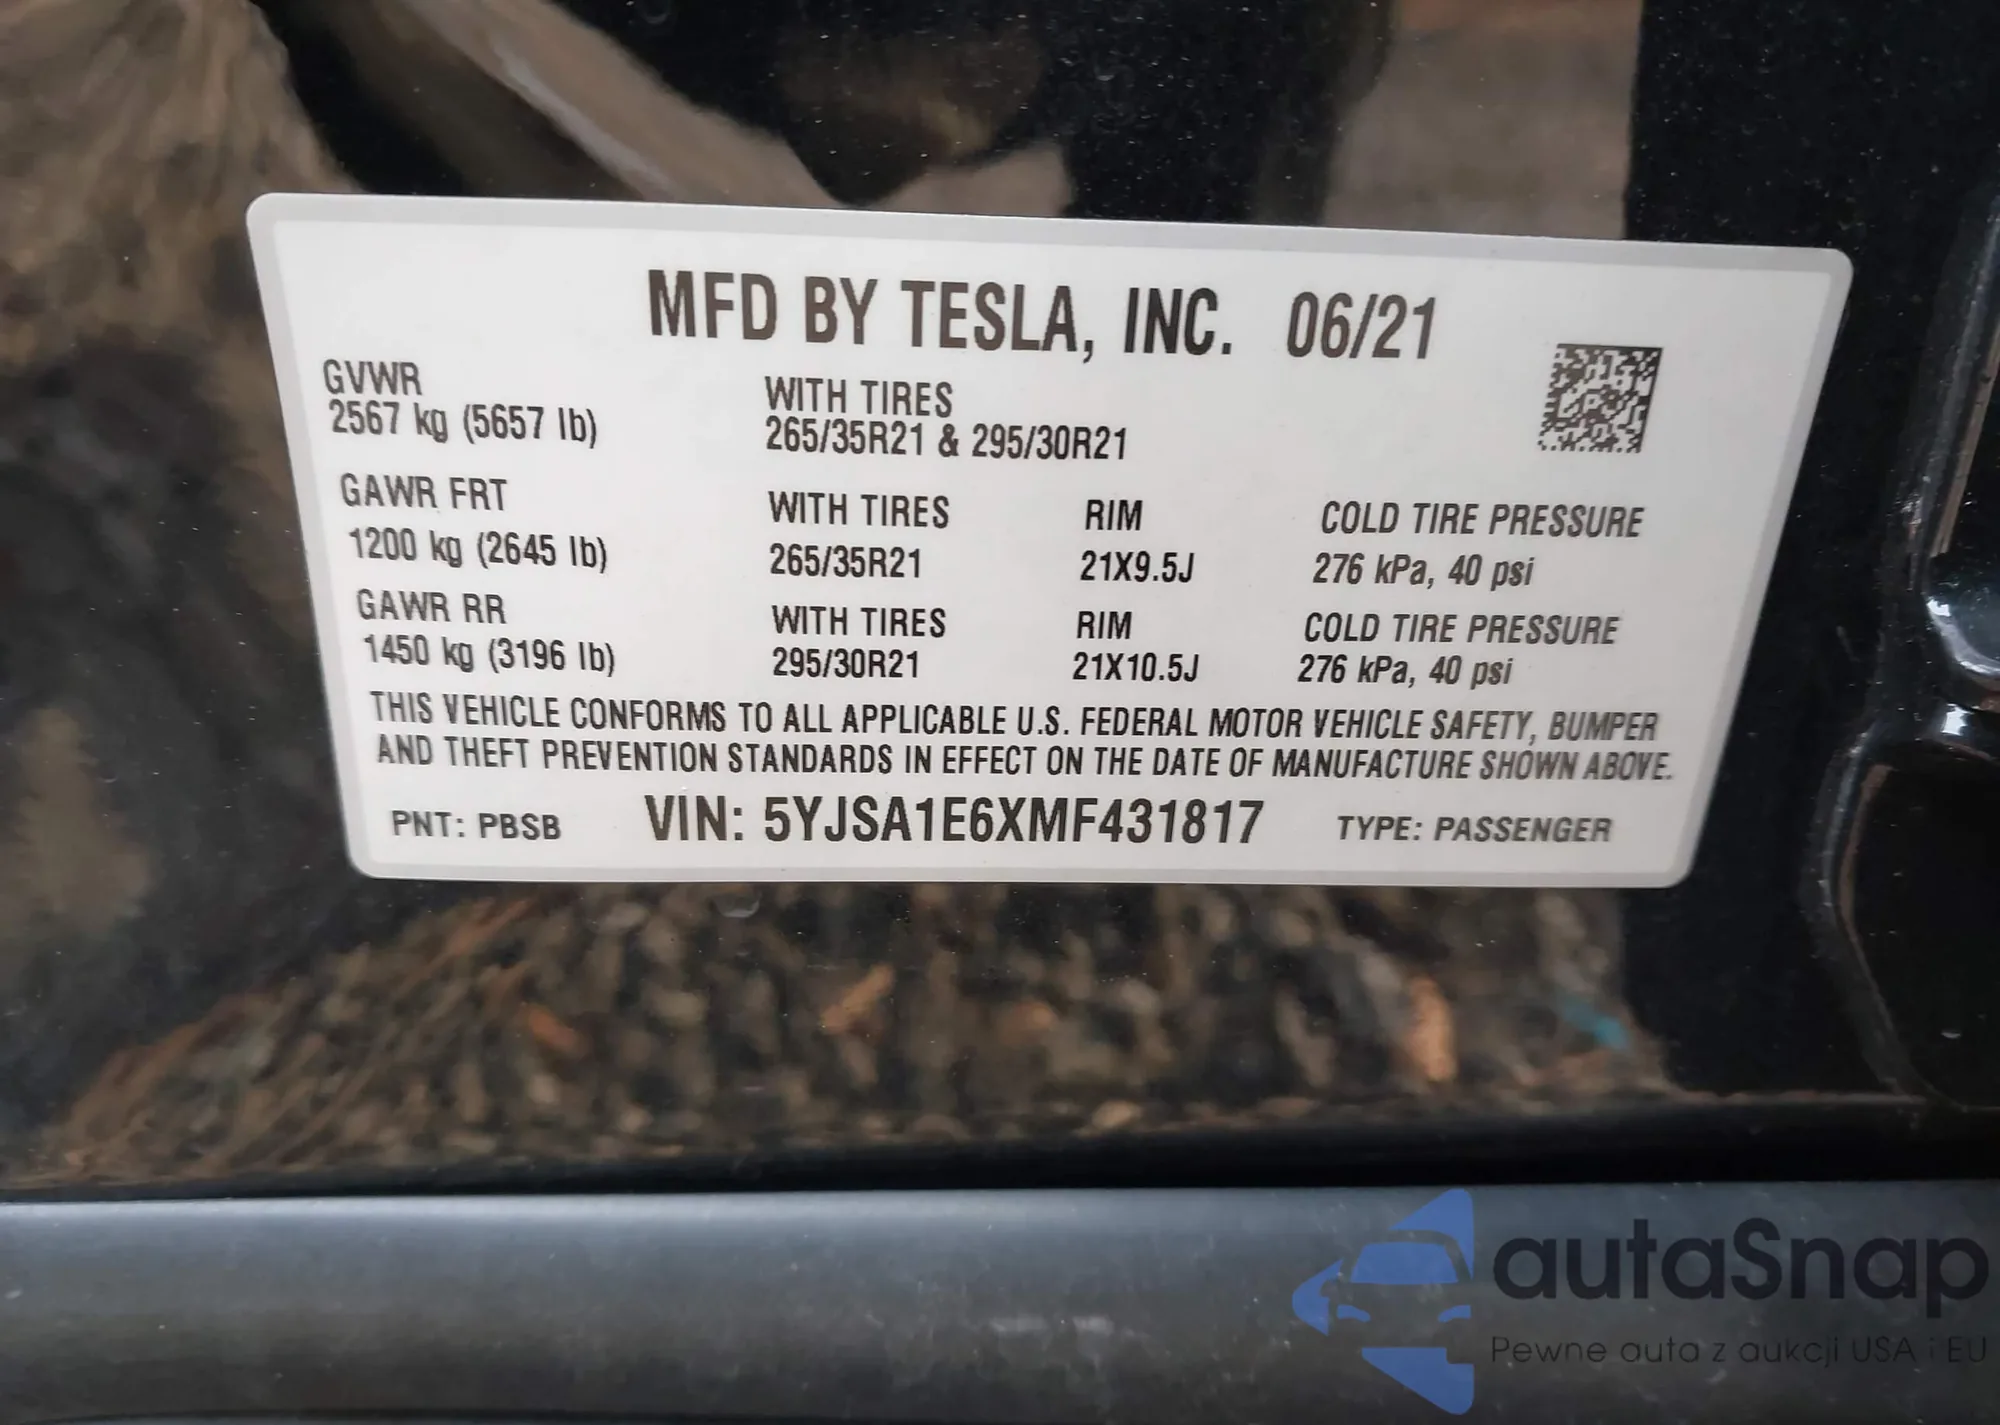 MFD BY TESLA, INC. 06/21
GVWR
2567 kg (5657 lb)
WITH TIRES
265/35R21 & 295/30R21
GAWR FRT
1200 kg (2645 lb)
WITH TIRES
265/35R21
RIM
21X9.5J
COLD TIRE PRESSURE
276 kPa, 40 psi
GAWR RR
1450 kg (3196 lb)
WITH TIRES
295/30R21
RIM
21X10.5J
COLD TIRE PRESSURE
276 kPa, 40 psi
THIS VEHICLE CONFORMS TO ALL APPLICABLE U.S. FEDERAL MOTOR VEHICLE SAFETY, BUMPER
AND THEFT PREVENTION STANDARDS IN EFFECT ON THE DATE OF MANUFACTURE SHOWN ABOVE.
PNT: PBSB VIN: 5YJSA1E6XMF431817 TYPE: PASSENGER
autaSnap
Pewne auta z aukcji USA i EU